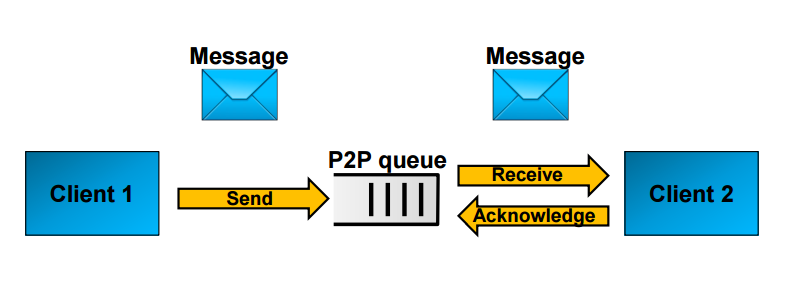 Message
Message
P2P queue
Client 1
Send
Receive
Acknowledge
Client 2